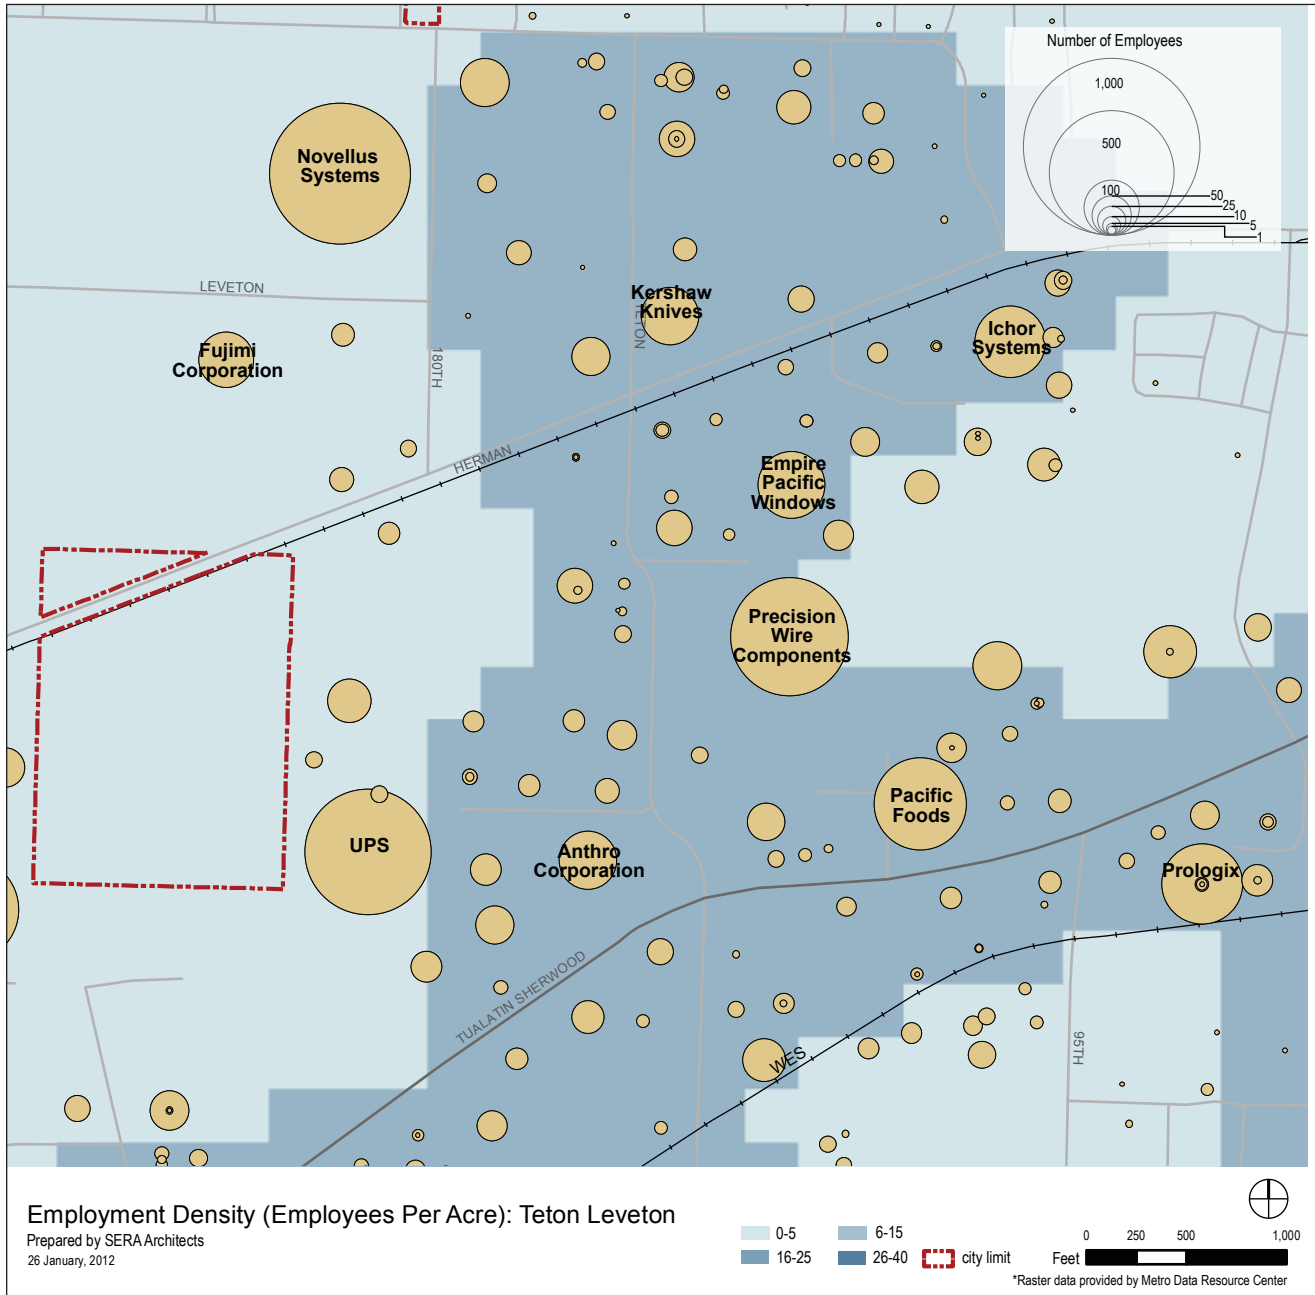 Number of Employees
1,000
500
100
50
25
10
5
1
Novellus
Systems
LEVETON
180TH
Kershaw
Knives
TETON
Ichor
Systems
Fujimi
Corporation
HERMAN
Empire
Pacific
Windows
Precision
Wire
Components
Pacific
Foods
UPS
Anthro
Corporation
Prologix
TUALATIN SHERWOOD
WES
95TH
Employment Density (Employees Per Acre): Teton Leveton
Prepared by SERA Architects
26 January, 2012
0-5
6-15
16-25
26-40
city limit
0 250 500 1,000
Feet
*Raster data provided by Metro Data Resource Center